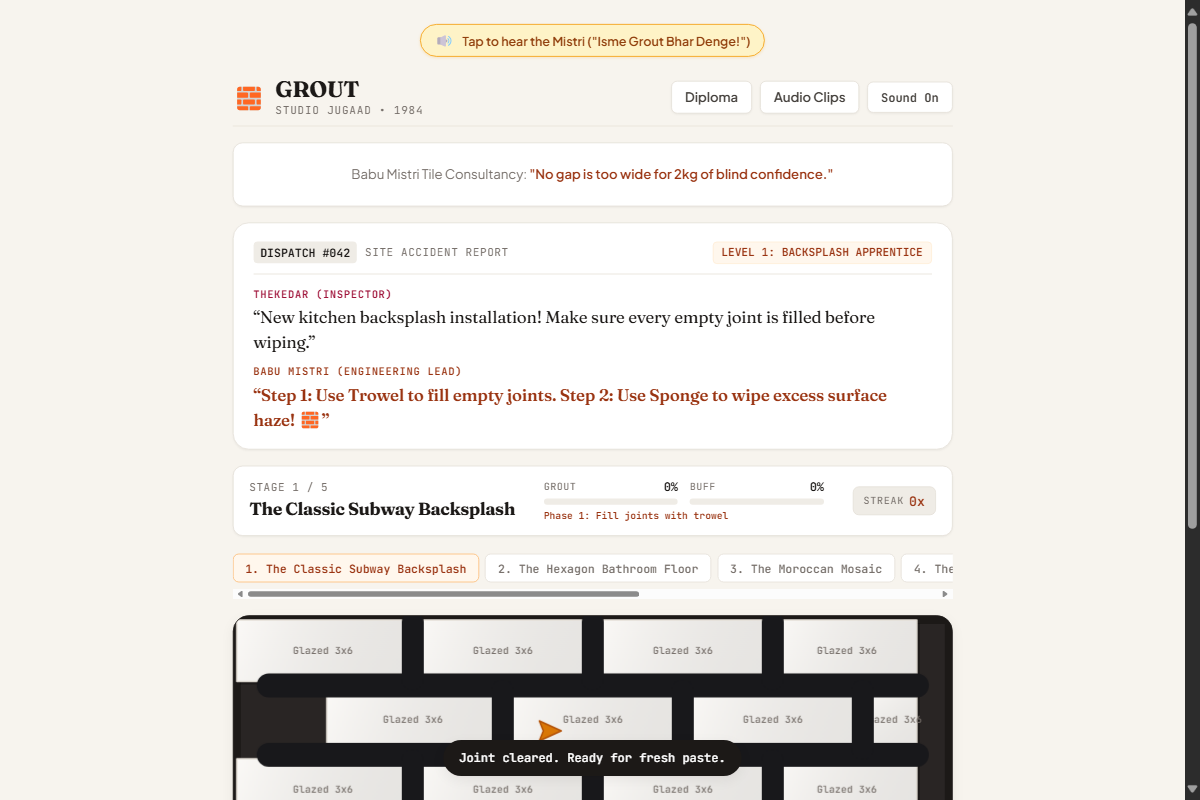 Tap to hear the Mistri ("Isme Grout Bhar Denge!")
GROUT
STUDIO JUGAAD • 1984
Diploma
Audio Clips
Sound On
Babu Mistri Tile Consultancy: "No gap is too wide for 2kg of blind confidence."
DISPATCH #042
SITE ACCIDENT REPORT
LEVEL 1: BACKSPLASH APPRENTICE
THEKEDAR (INSPECTOR)
“New kitchen backsplash installation! Make sure every empty joint is filled before
wiping.”
BABU MISTRI (ENGINEERING LEAD)
“Step 1: Use Trowel to fill empty joints. Step 2: Use Sponge to wipe excess surface
haze! 🧱”
STAGE 1 / 5
The Classic Subway Backsplash
GROUT 0%
BUFF 0%
Phase 1: Fill joints with trowel
STREAK 0x
1. The Classic Subway Backsplash
2. The Hexagon Bathroom Floor
3. The Moroccan Mosaic
4. The
Glazed 3x6
Glazed 3x6
Glazed 3x6
Glazed 3x6
Glazed 3x6
Glazed 3x6
Glazed 3x6
azed 3x6
Joint cleared. Ready for fresh paste.
Glazed 3x6
Glazed 3x6
Glazed 3x6
Glazed 3x6